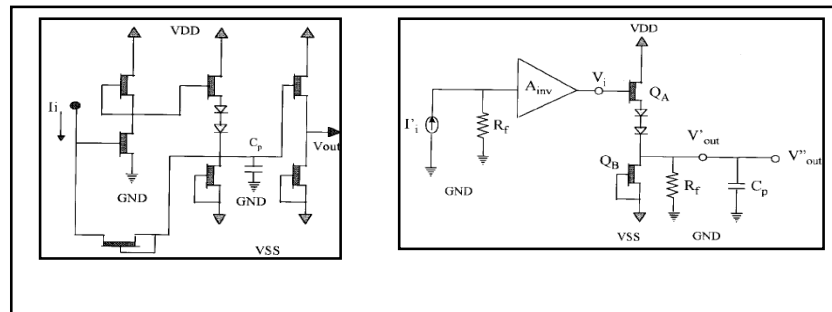 VDD
Ii
Cp
Vout
GND
GND
VSS
VDD
Vi
Ainv
QA
I'i
Rf
V'out
V"out
QB
Rf
Cp
GND
VSS
GND